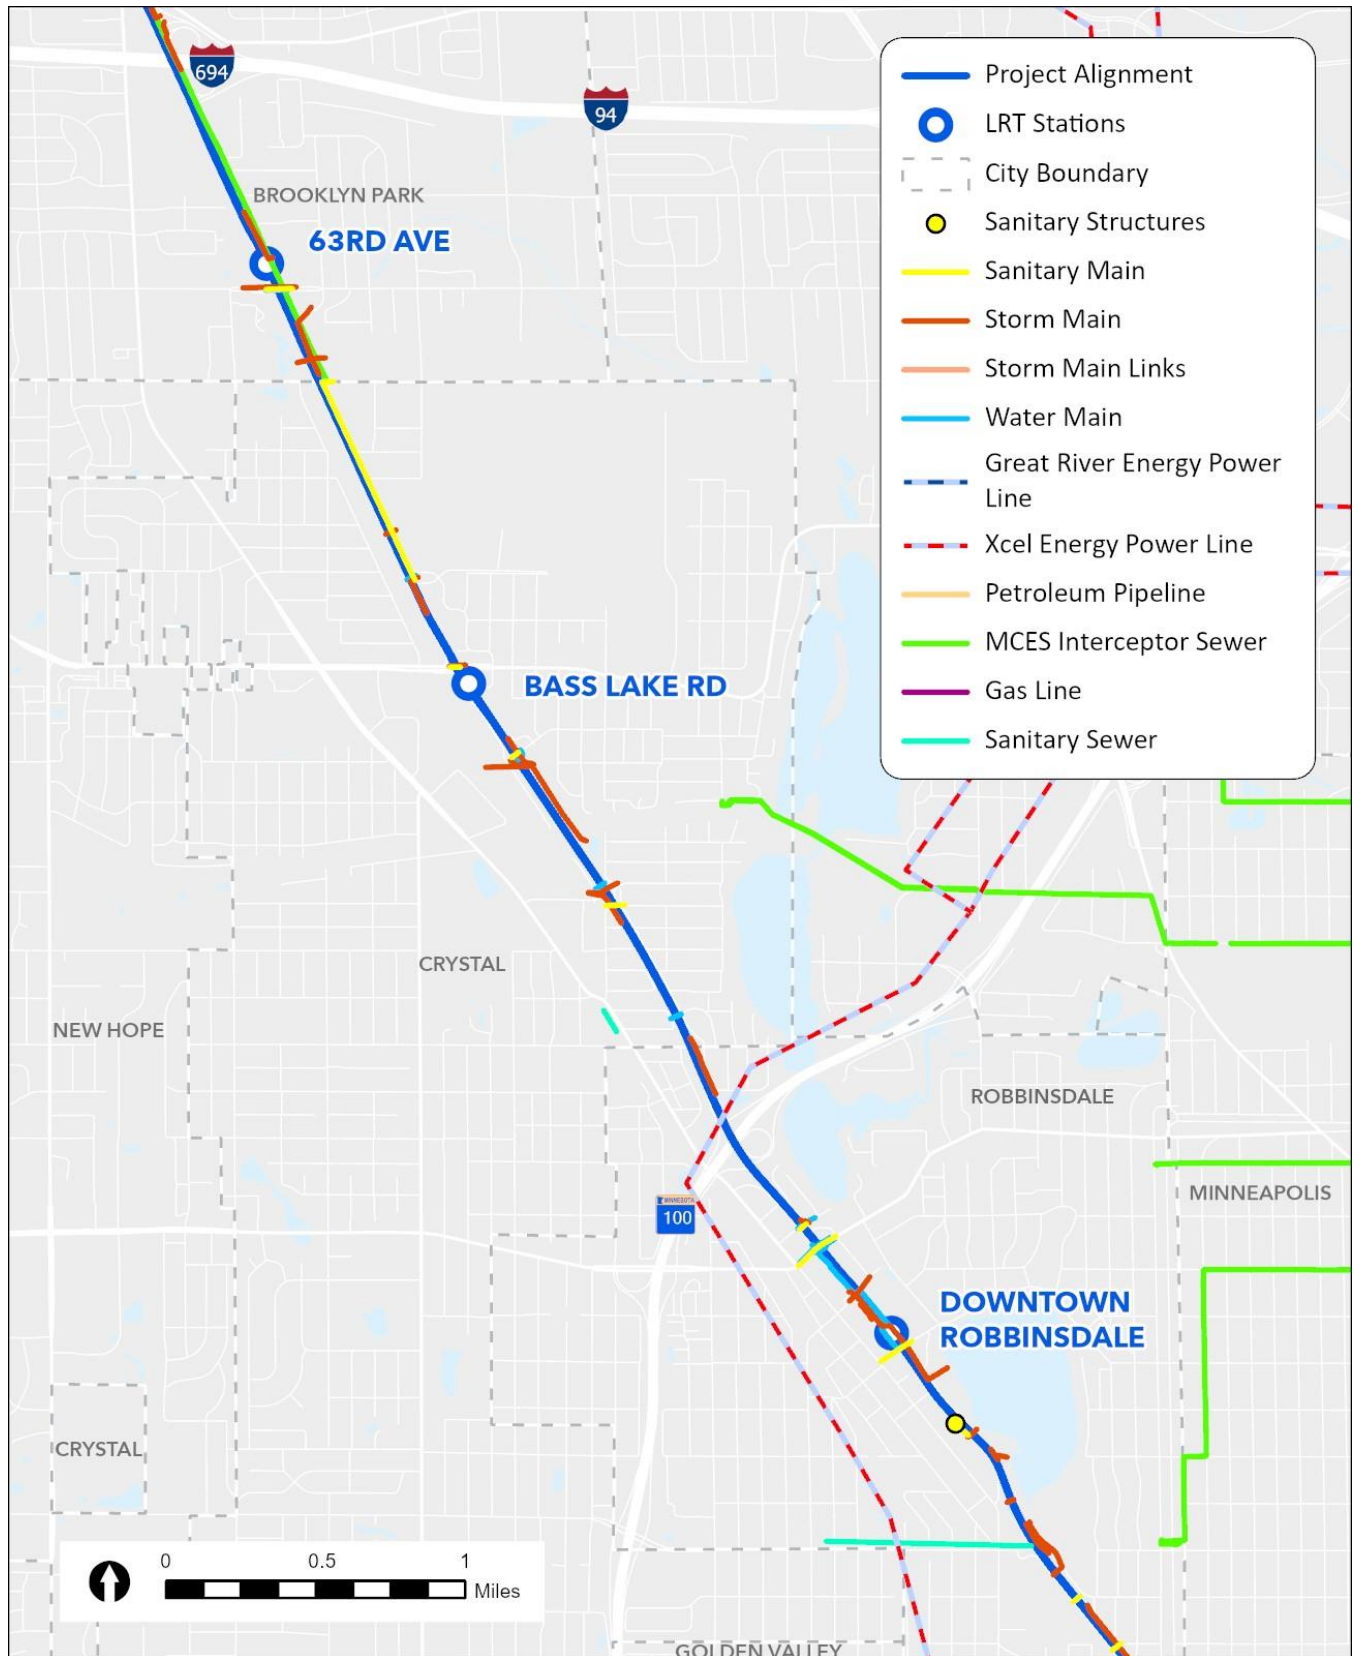 694
94
BROOKLYN PARK
63RD AVE
Project Alignment
LRT Stations
City Boundary
Sanitary Structures
Sanitary Main
Storm Main
Storm Main Links
Water Main
Great River Energy Power
Line
Xcel Energy Power Line
Petroleum Pipeline
MCES Interceptor Sewer
Gas Line
Sanitary Sewer
BASS LAKE RD
CRYSTAL
NEW HOPE
ROBBINSDALE
MINNEAPOLIS
MINNESOTA
100
DOWNTOWN
ROBBINSDALE
CRYSTAL
0 0.5 1
Miles
GOLDEN VALLEY